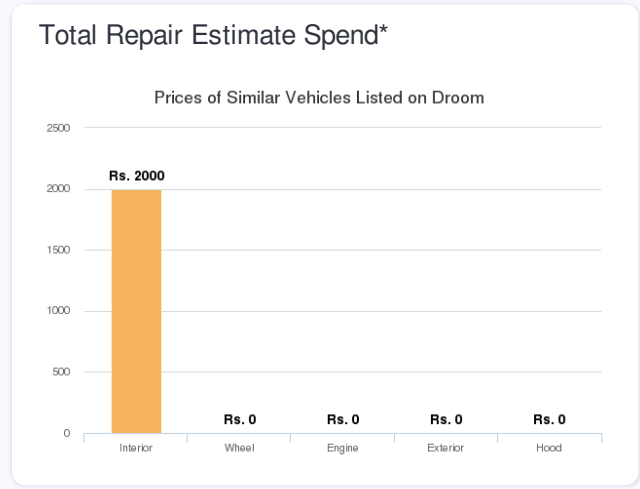 Total Repair Estimate Spend*
Prices of Similar Vehicles Listed on Droom
2500
2000
1500
1000
500
0
Rs. 2000
Rs. 0
Rs. 0
Rs. 0
Rs. 0
Interior
Wheel
Engine
Exterior
Hood